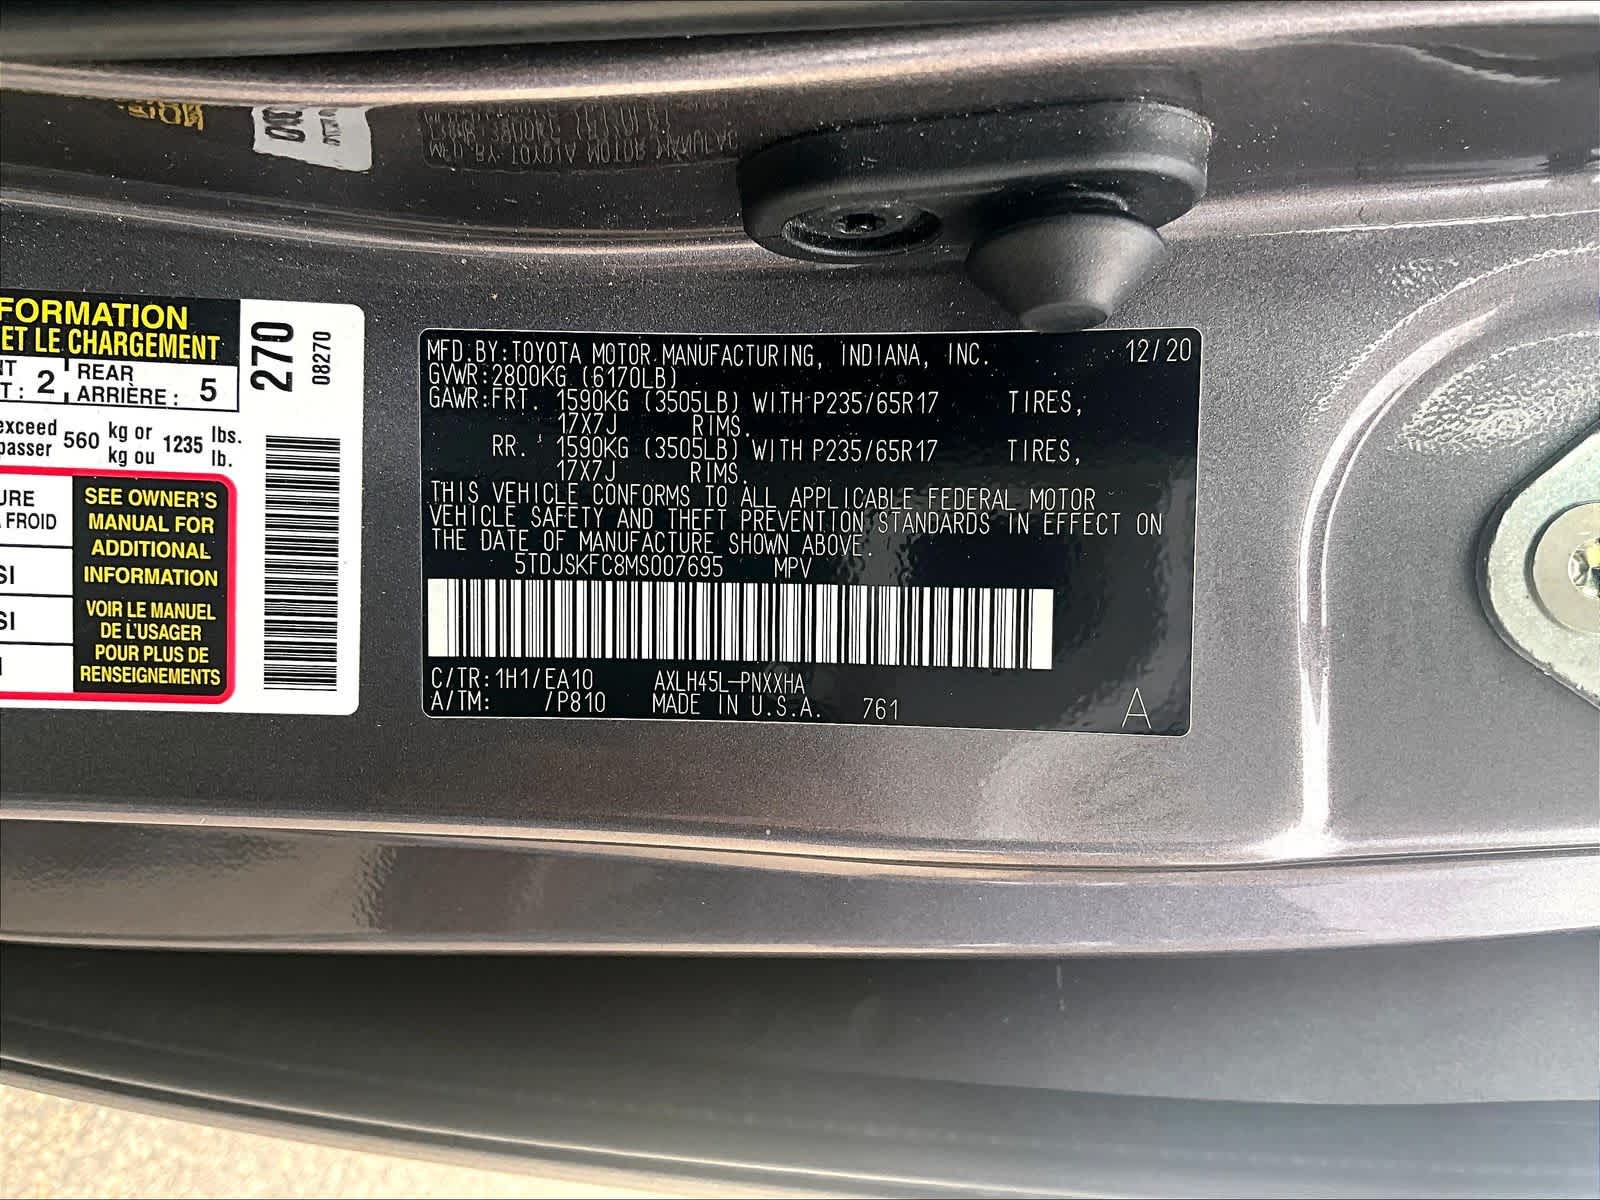 FORMATION
ET LE CHARGEMENT
NT
REAR
T : 2
ARRIÈRE : 5
exceed
passer 560 kg or 1235 lbs.
kg ou lb.
URE
FROID
SI
SI
SEE OWNER'S
MANUAL FOR
ADDITIONAL
INFORMATION
VOIR LE MANUEL
DE L'USAGER
POUR PLUS DE
RENSEIGNEMENTS
270
08270
MFD.BY:TOYOTA MOTOR MANUFACTURING, INDIANA, INC. 12/20
GVWR:2800KG (6170LB)
GAWR:FRT. 1590KG (3505LB) WITH P235/65R17 TIRES,
17X7J RIMS.
RR. 1590KG (3505LB) WITH P235/65R17 TIRES,
17X7J RIMS.
THIS VEHICLE CONFORMS TO ALL APPLICABLE FEDERAL MOTOR
VEHICLE SAFETY AND THEFT PREVENTION STANDARDS IN EFFECT ON
THE DATE OF MANUFACTURE SHOWN ABOVE.
5TDJSKFC8MS007695 MPV
C/TR:1H1/EA10 AXLH45L-PNXXHA
A/TM: /P810 MADE IN U.S.A. 761 A